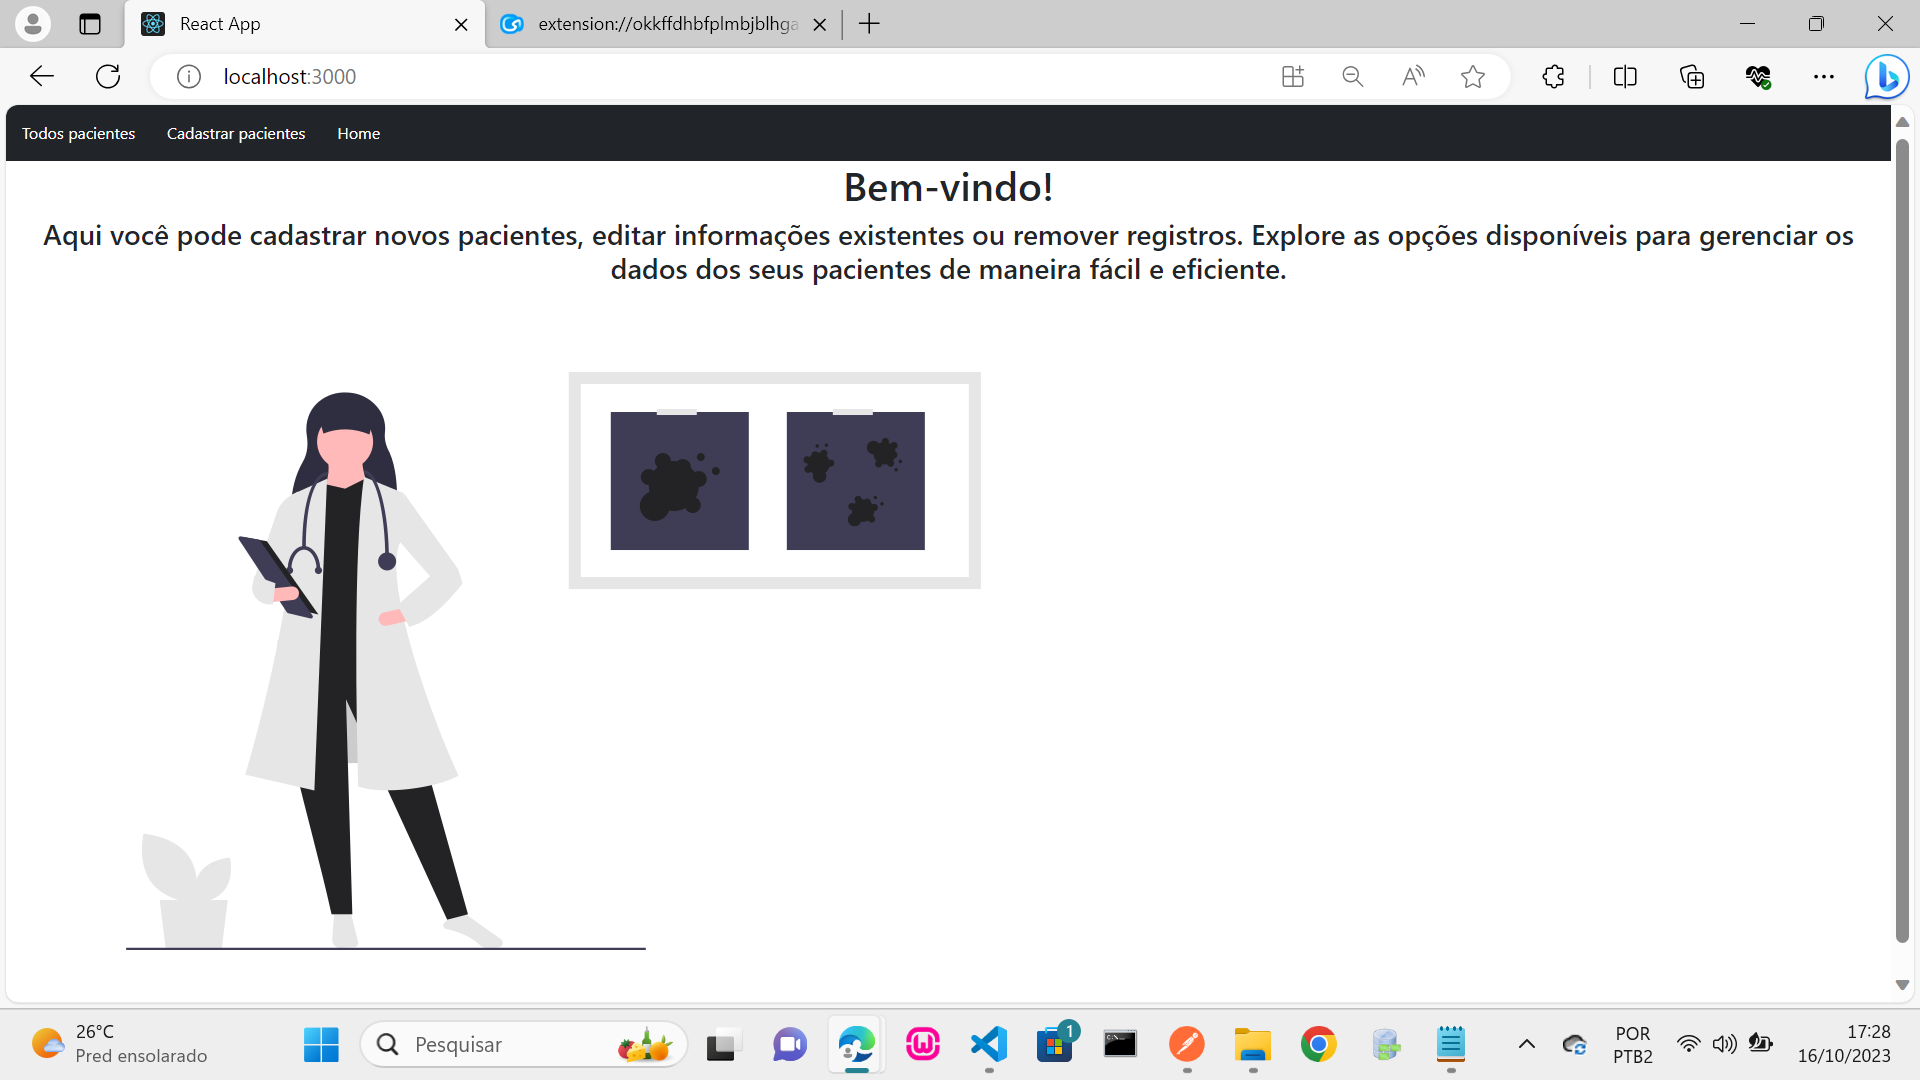 React App
extension://okkffdhbfplmbjblhga
localhost:3000
Todos pacientes Cadastrar pacientes Home
Bem-vindo!
Aqui você pode cadastrar novos pacientes, editar informações existentes ou remover registros. Explore as opções disponíveis para gerenciar os
dados dos seus pacientes de maneira fácil e eficiente.
26°C
Pred ensolarado
Pesquisar
1
POR
PTB2
17:28
16/10/2023